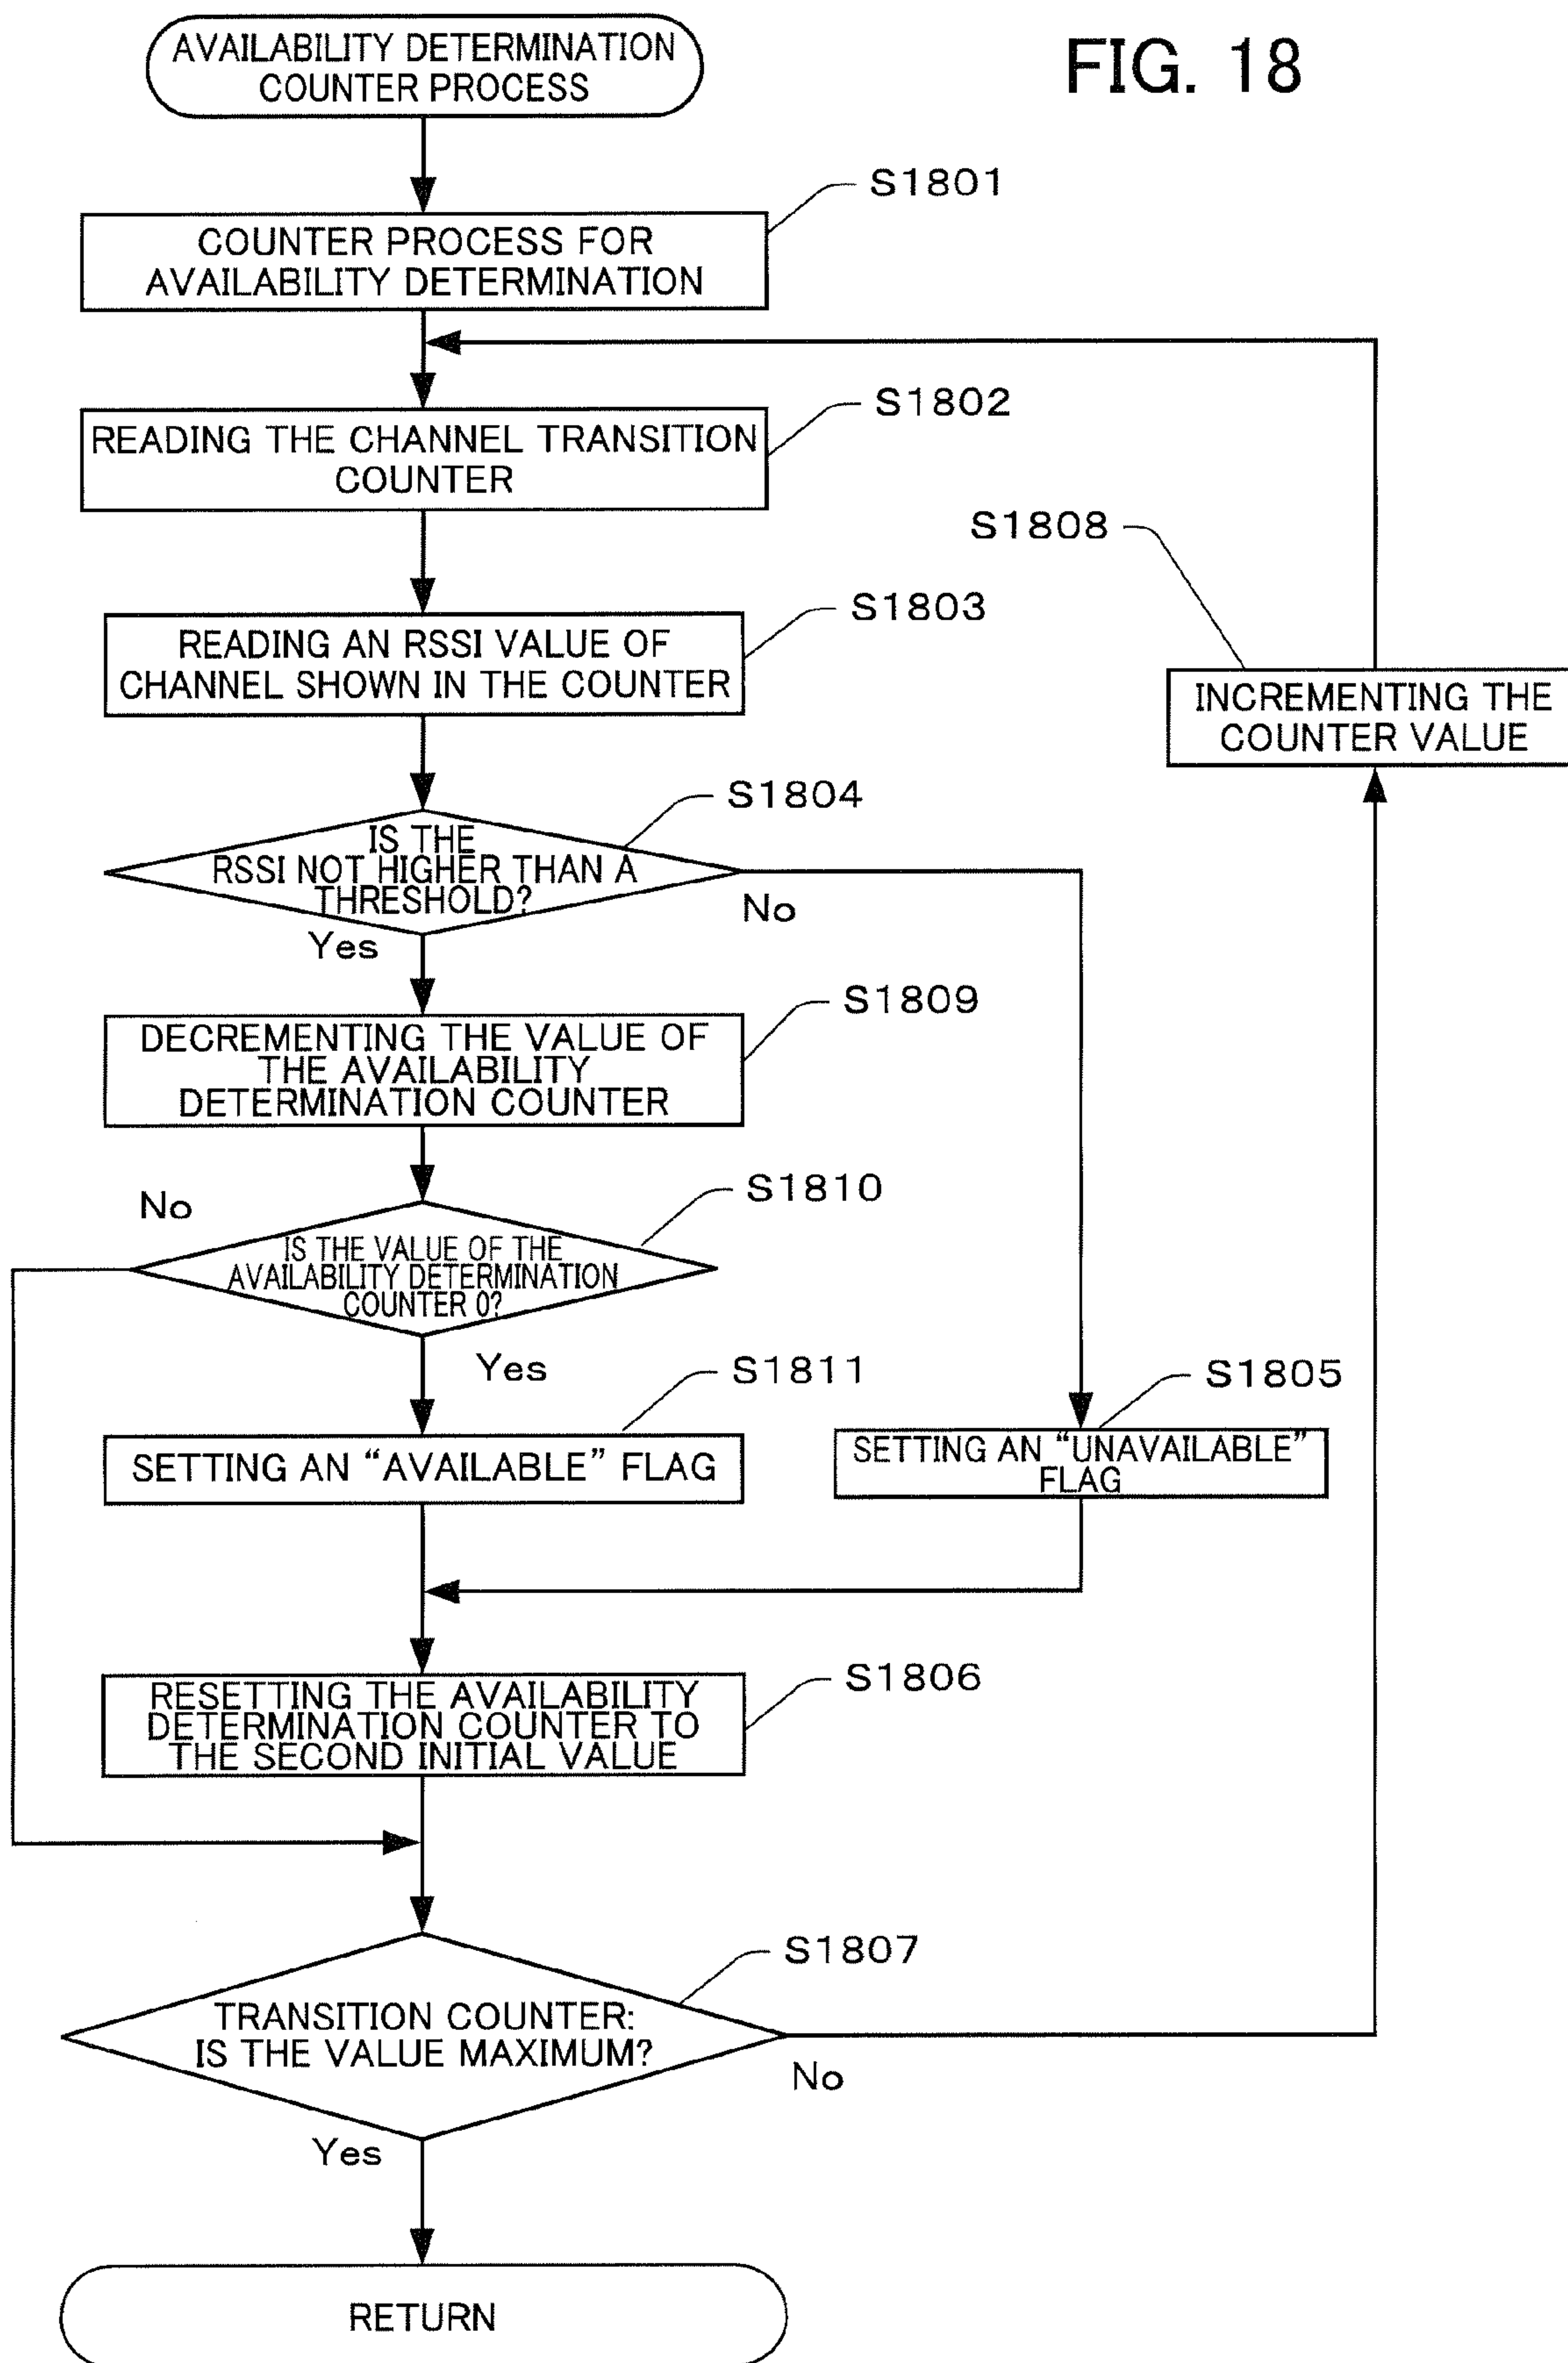 AVAILABILITY DETERMINATION
COUNTER PROCESS
FIG. 18
S1801
COUNTER PROCESS FOR
AVAILABILITY DETERMINATION
S1802
READING THE CHANNEL TRANSITION
COUNTER
S1808
S1803
READING AN RSSI VALUE OF
CHANNEL SHOWN IN THE COUNTER
INCREMENTING THE
COUNTER VALUE
S1804
IS THE
RSSI NOT HIGHER THAN A
THRESHOLD?
No
Yes
S1809
DECREMENTING THE VALUE OF
THE AVAILABILITY
DETERMINATION COUNTER
No
S1810
IS THE VALUE OF THE
AVAILABILITY DETERMINATION
COUNTER 0?
Yes
S1811
S1805
SETTING AN “AVAILABLE” FLAG
SETTING AN “UNAVAILABLE”
FLAG
S1806
RESETTING THE AVAILABILITY
DETERMINATION COUNTER TO
THE SECOND INITIAL VALUE
S1807
TRANSITION COUNTER:
IS THE VALUE MAXIMUM?
No
Yes
RETURN